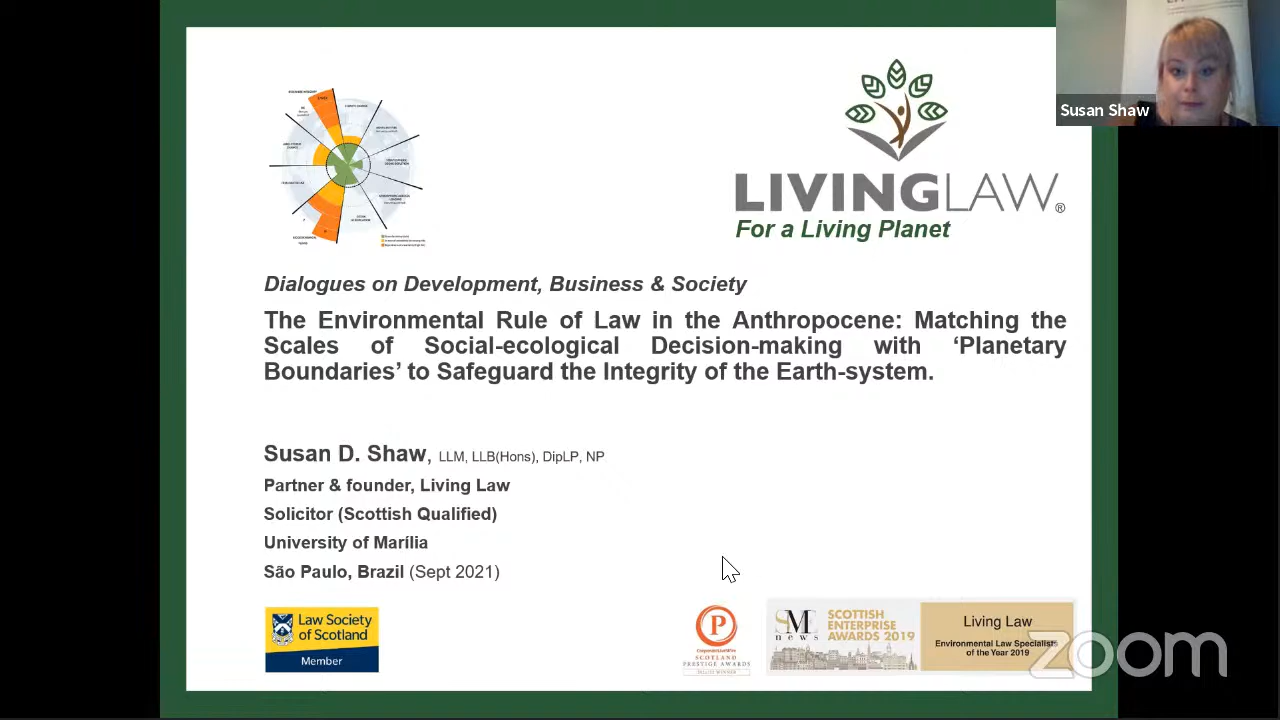 Susan Shaw
LIVINGLAW®
For a Living Planet
Dialogues on Development, Business & Society
The Environmental Rule of Law in the Anthropocene: Matching the
Scales of Social-ecological Decision-making with ‘Planetary
Boundaries’ to Safeguard the Integrity of the Earth-system.
Susan D. Shaw, LLM, LLB(Hons), DipLP, NP
Partner & founder, Living Law
Solicitor (Scottish Qualified)
University of Marília
São Paulo, Brazil (Sept 2021)
Law Society
of Scotland
Member
P
SCOTLAND
PRESTIGE AWARDS
SME
news
SCOTTISH
ENTERPRISE
AWARDS 2019
Living Law
Environmental Law Specialists
of the Year 2019
zoom